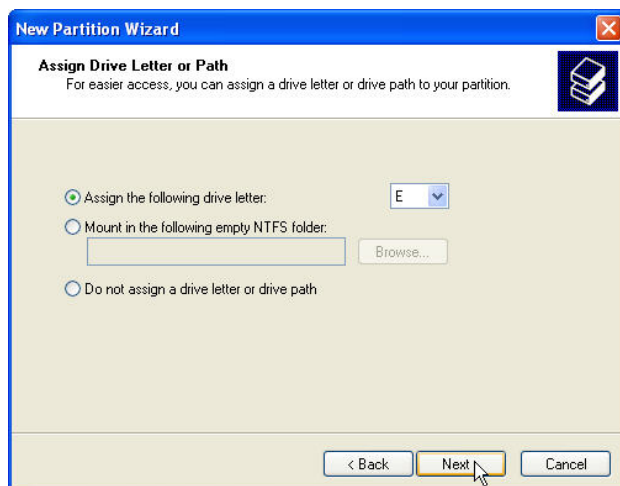 New Partition Wizard
Assign Drive Letter or Path
For easier access, you can assign a drive letter or drive path to your partition.
Assign the following drive letter:
E
Mount in the following empty NTFS folder:
Browse...
Do not assign a drive letter or drive path
< Back
Next >
Cancel